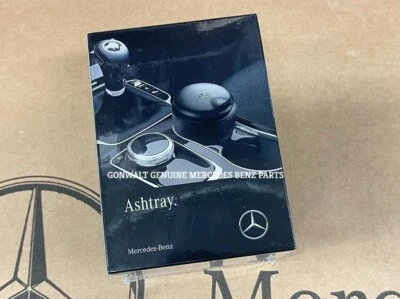 GONWALT GENUINE MERCEDES BENZ PARTS
Ashtray.
Mercedes-Benz